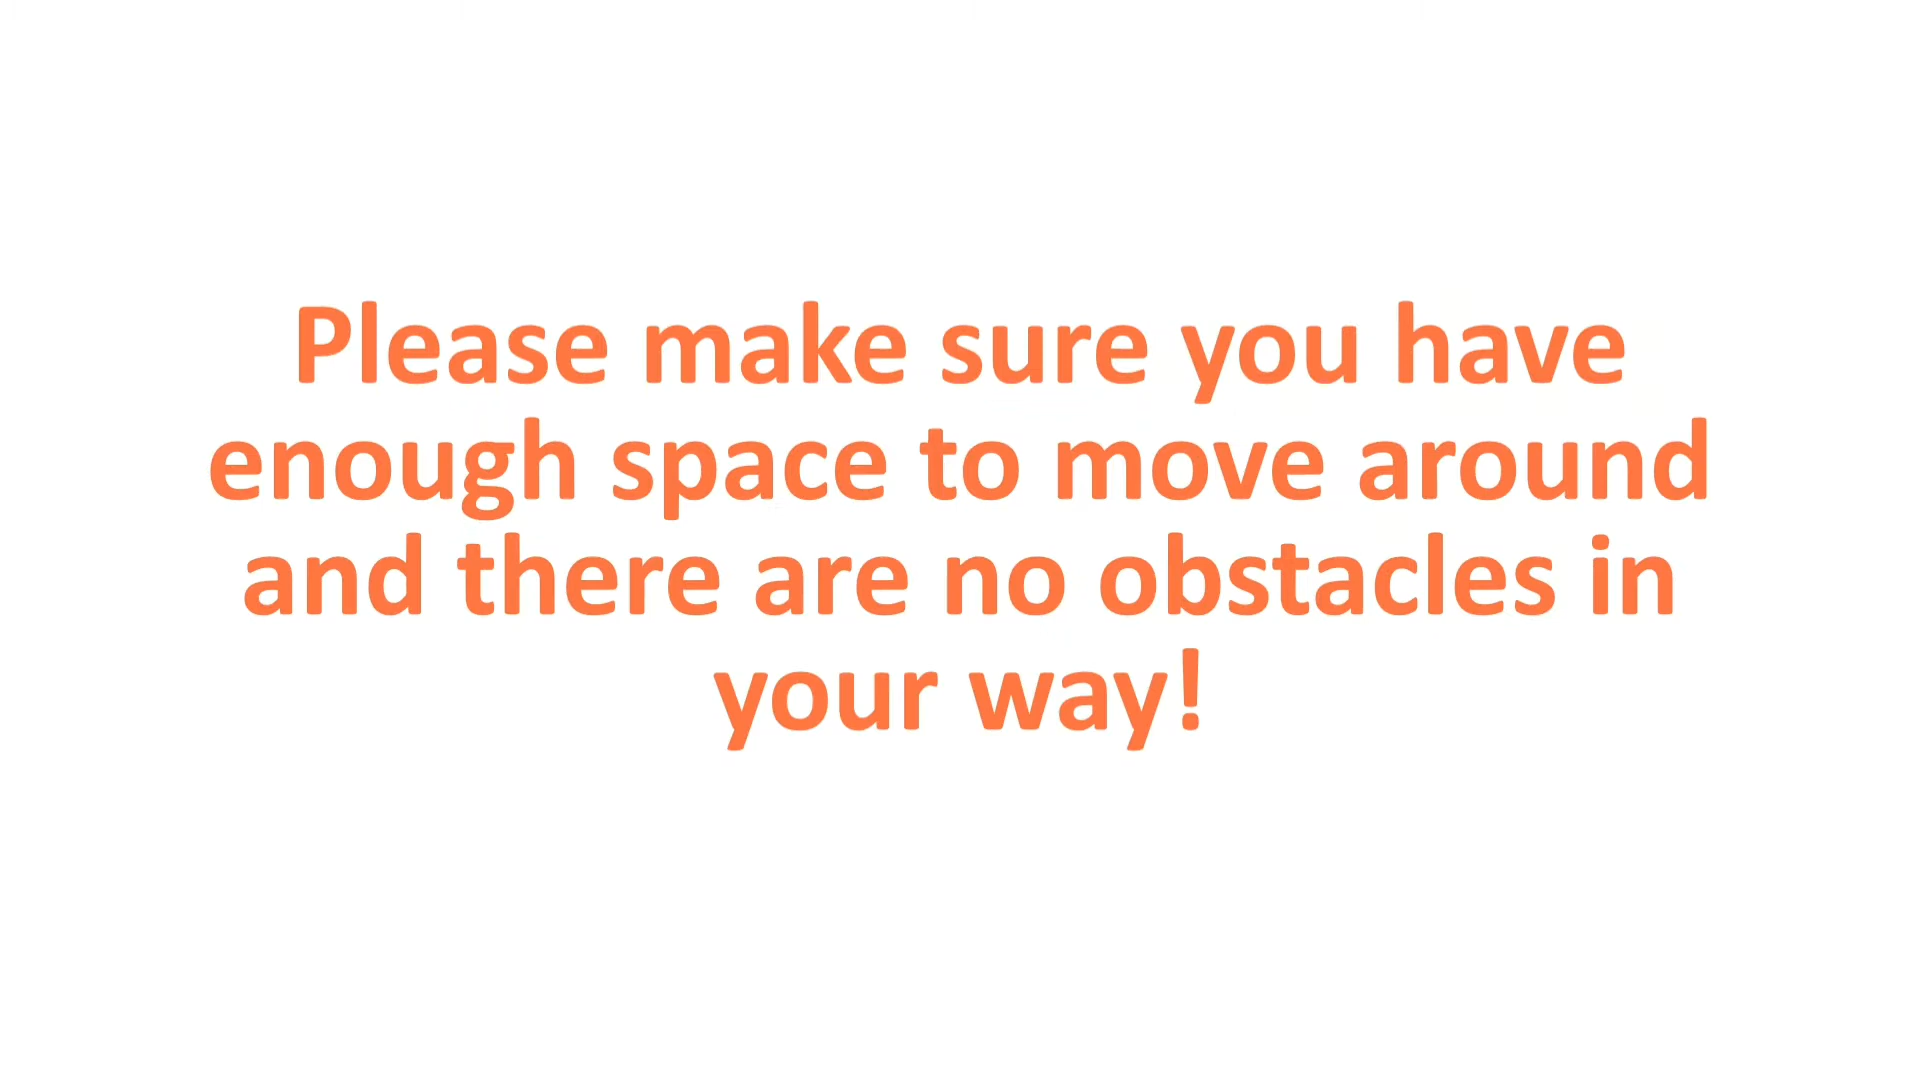 Please make sure you have
enough space to move around
and there are no obstacles in
your way!